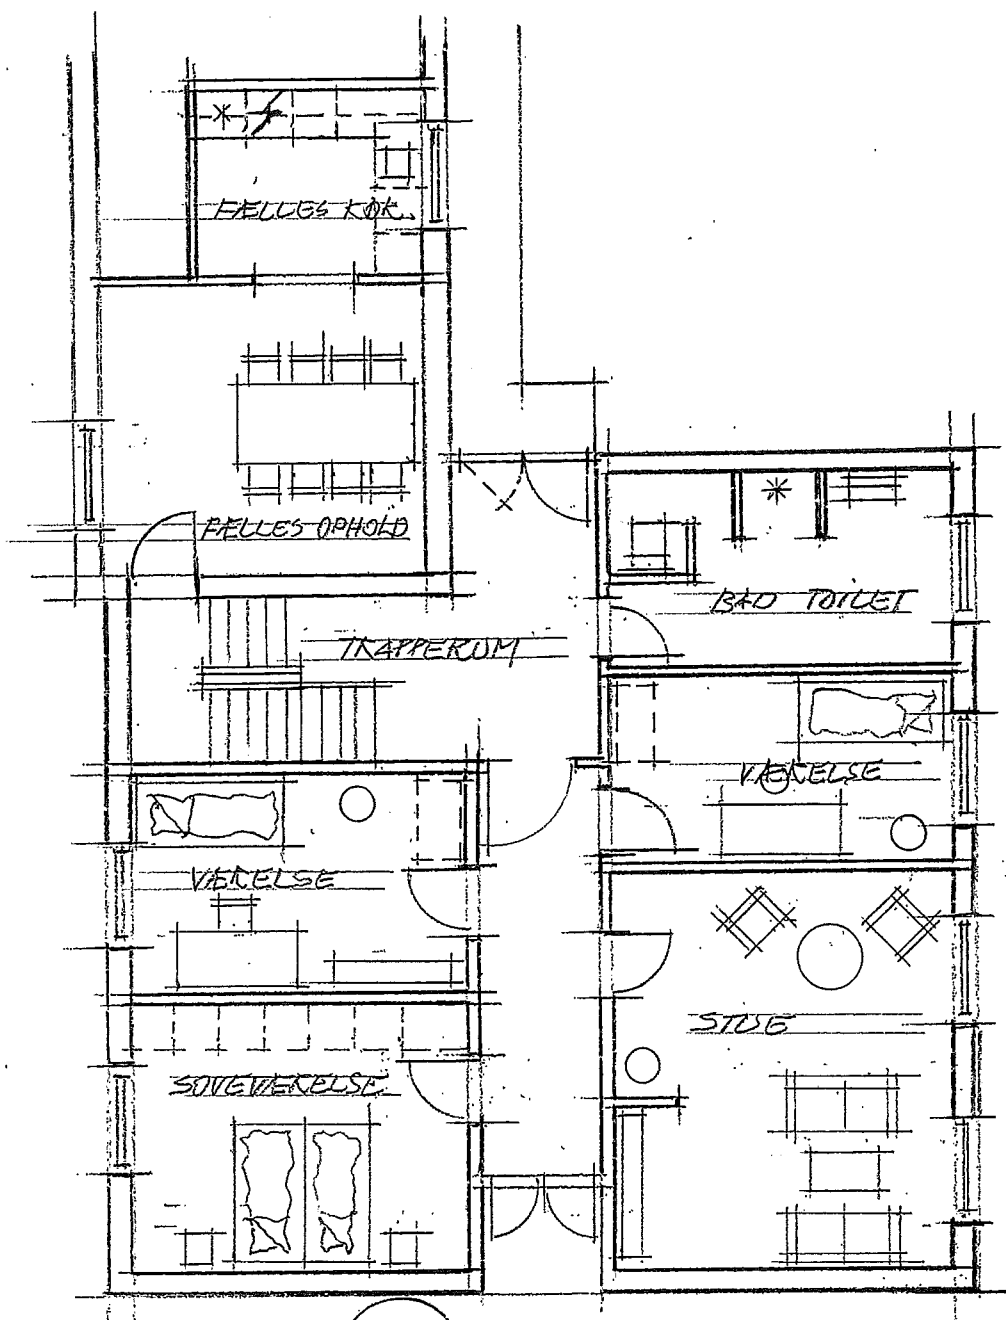 FÆLLES KØK.
FÆLLES OPHOLD
BAD TOILET
TRAPPERUM
VÆRELSE
VÆRELSE
STUE
SOVEVÆRELSE